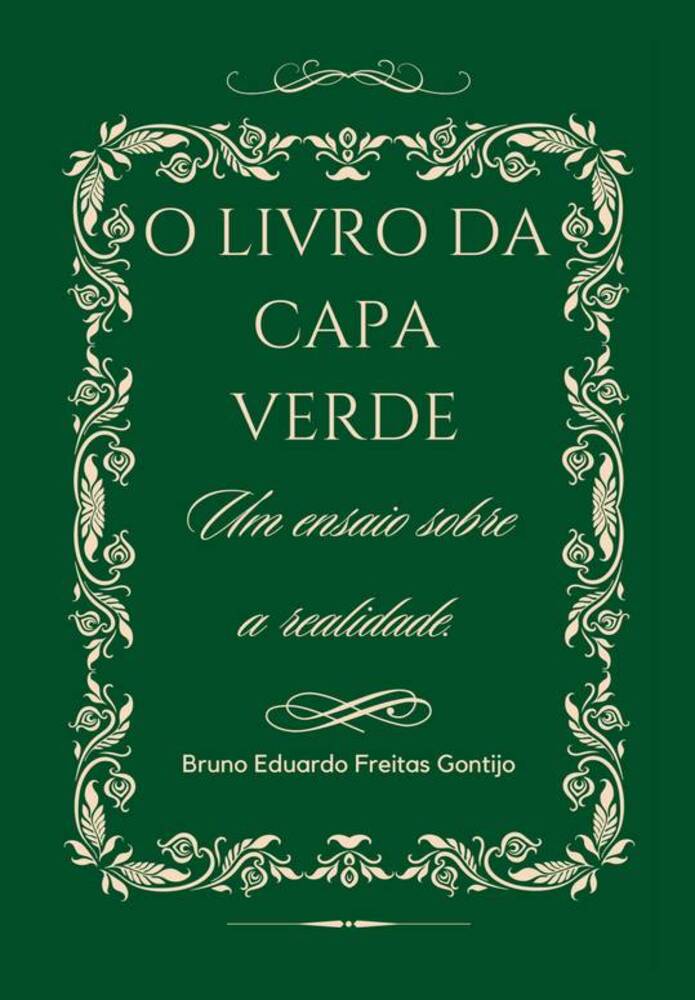 O LIVRO DA
CAPA
VERDE
Um ensaio sobre
a realidade.
Bruno Eduardo Freitas Gontijo